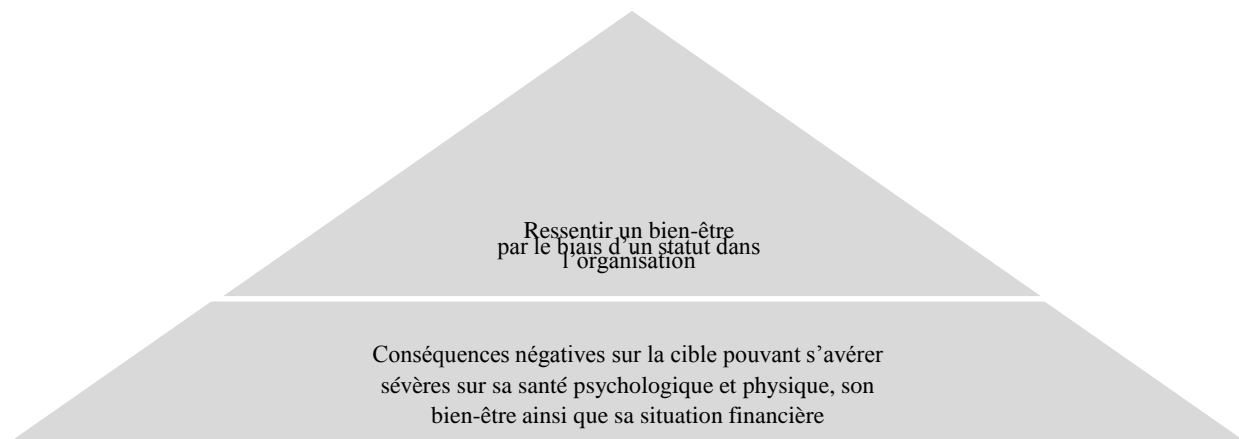 Ressentir un bien-être
par le biais d’un statut dans
l’organisation
Conséquences négatives sur la cible pouvant s’avérer
sévères sur sa santé psychologique et physique, son
bien-être ainsi que sa situation financière